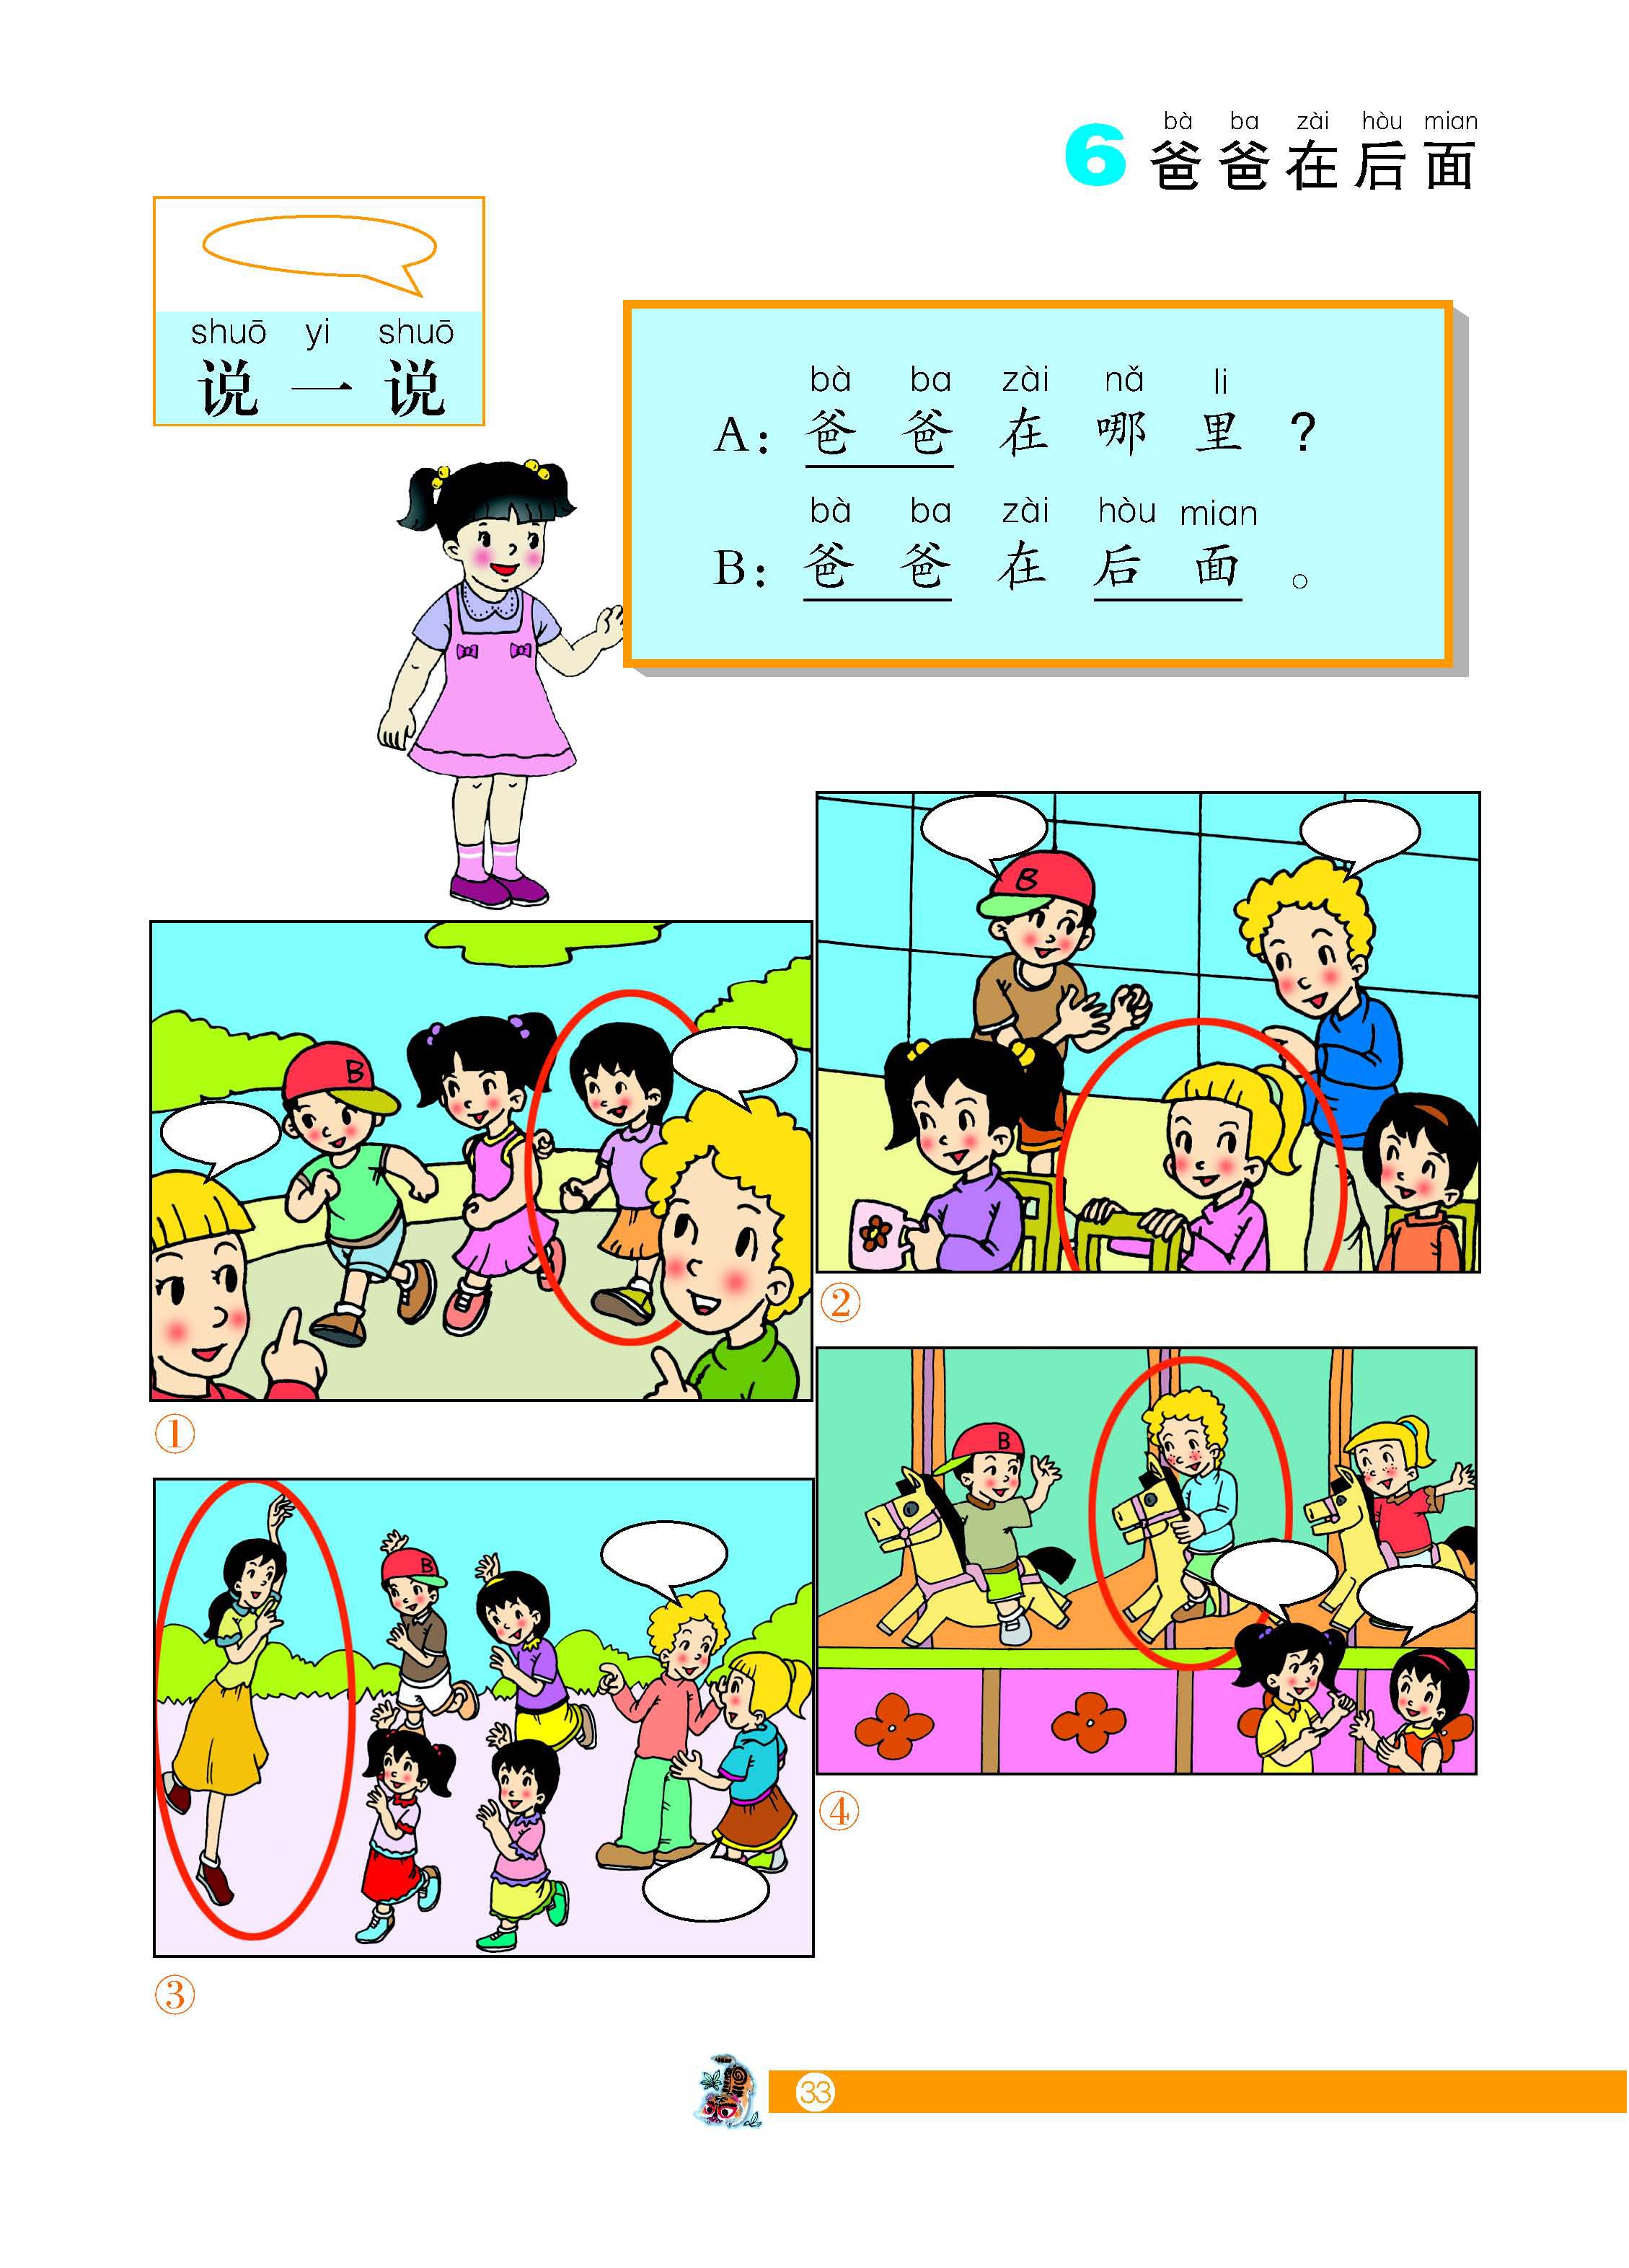 bà ba zài hòu mian
6 爸爸在后面
shuō yi shuō
说一说
bà ba zài nǎ li
A：爸爸在哪里？
bà ba zài hòu mian
B：爸爸在后面。
B
B
①
②
B
B
③
④
33